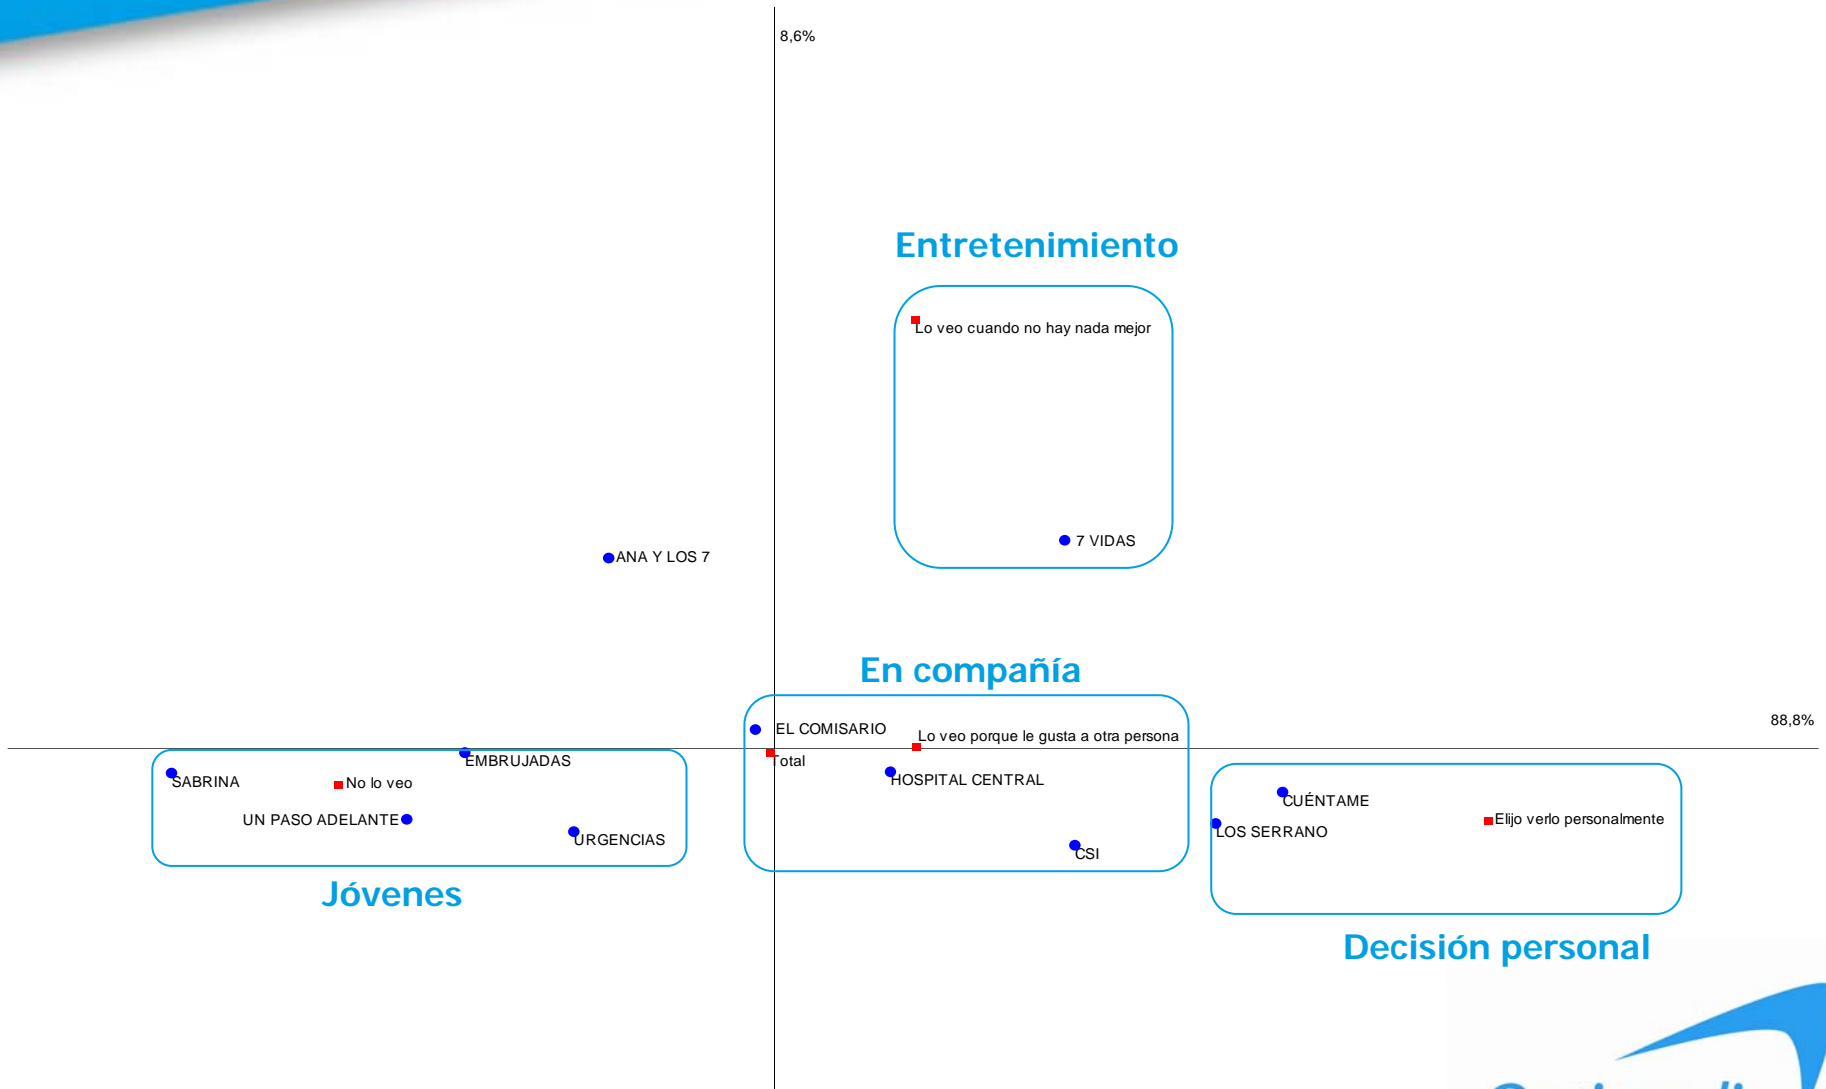 8,6%
Entretenimiento
Lo veo cuando no hay nada mejor
7 VIDAS
ANA Y LOS 7
En compañía
88,8%
EL COMISARIO
Lo veo porque le gusta a otra persona
Total
HOSPITAL CENTRAL
CSI
EMBRUJADAS
SABRINA
No lo veo
UN PASO ADELANTE
URGENCIAS
Jóvenes
CUÉNTAME
LOS SERRANO
Elijo verlo personalmente
Decisión personal